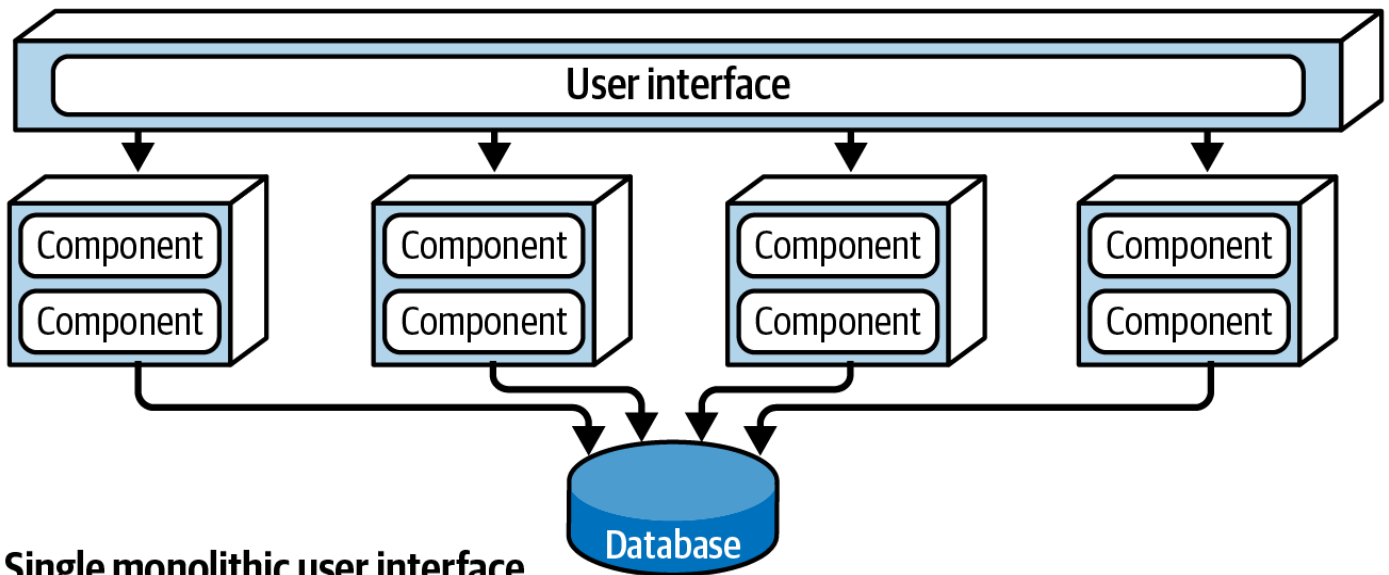 User interface
Component Component Component Component
Component Component Component Component
Database
Single monolithic user interface